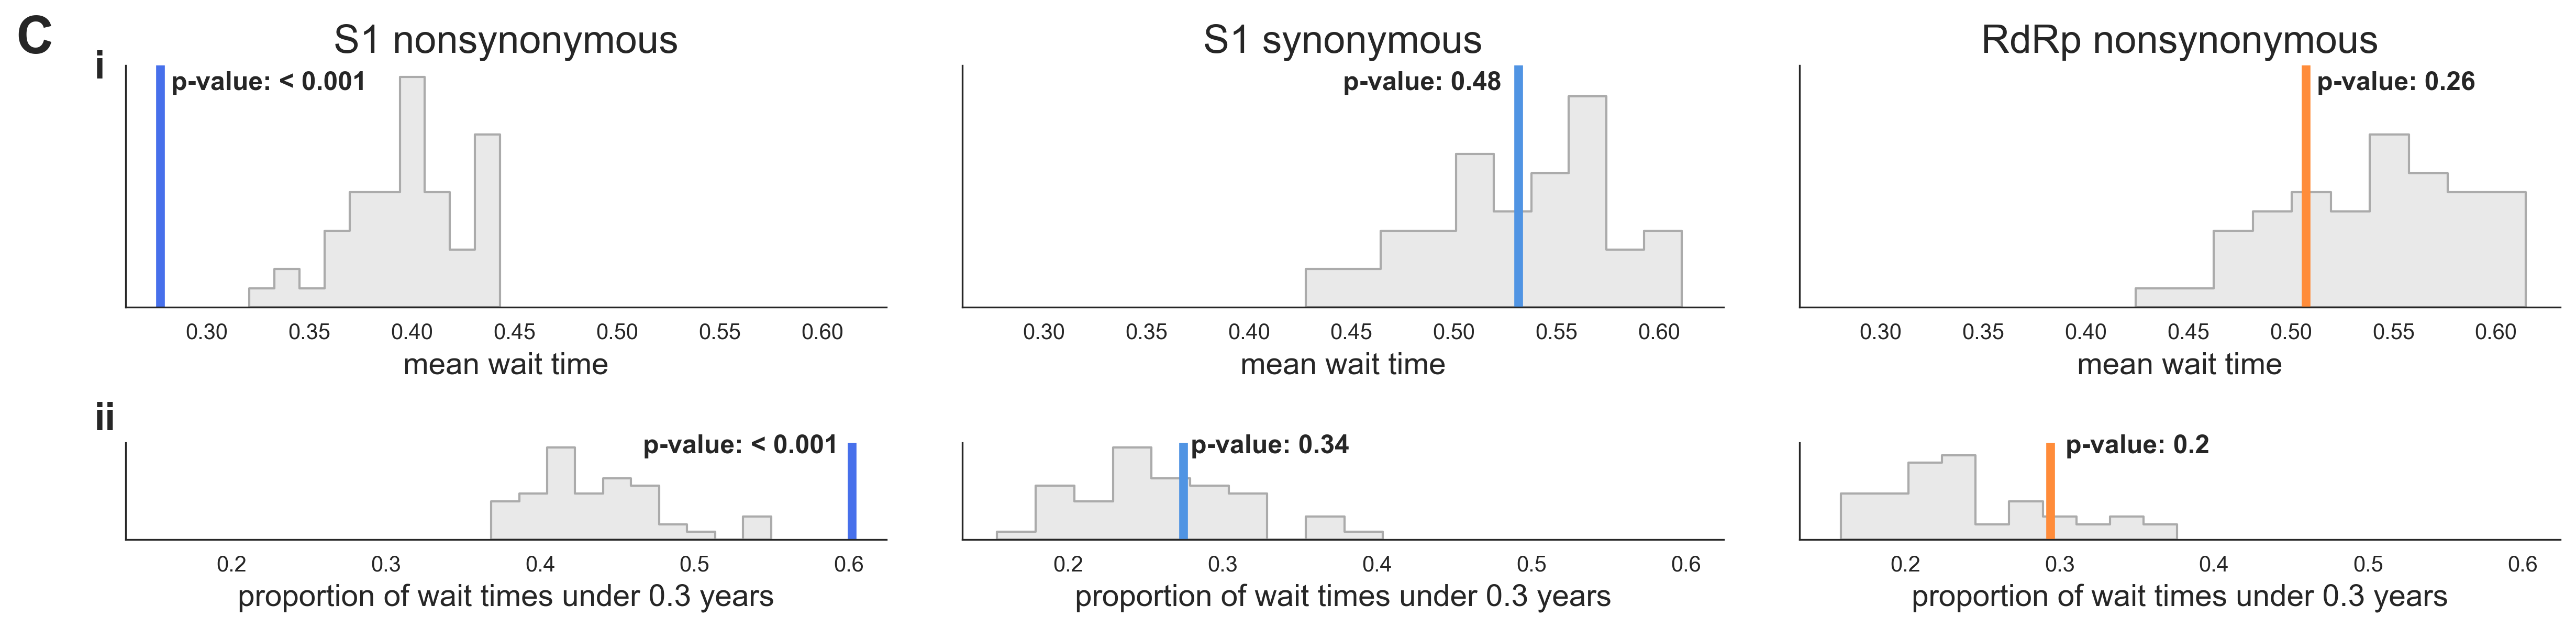 C
i
S1 nonsynonymous
S1 synonymous
RdRp nonsynonymous
p-value: < 0.001
p-value: 0.48
p-value: 0.26
0.30 0.35 0.40 0.45 0.50 0.55 0.60
0.30 0.35 0.40 0.45 0.50 0.55 0.60
0.30 0.35 0.40 0.45 0.50 0.55 0.60
mean wait time
mean wait time
mean wait time
ii
p-value: < 0.001
p-value: 0.34
p-value: 0.2
0.2 0.3 0.4 0.5 0.6
0.2 0.3 0.4 0.5 0.6
0.2 0.3 0.4 0.5 0.6
proportion of wait times under 0.3 years
proportion of wait times under 0.3 years
proportion of wait times under 0.3 years